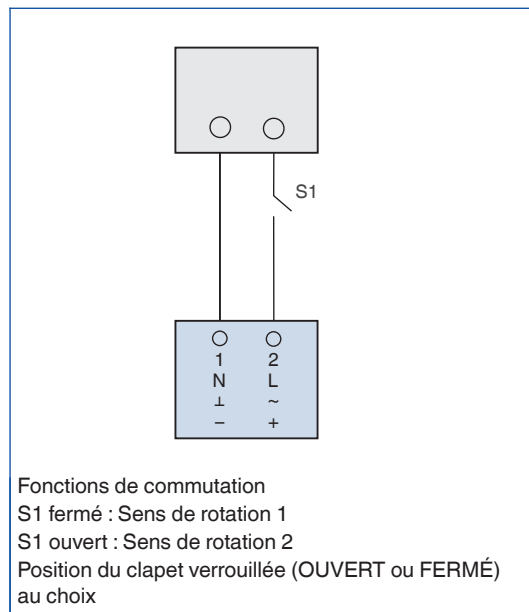 S1
1 2
N L
⊥ ~
– +
Fonctions de commutation
S1 fermé : Sens de rotation 1
S1 ouvert : Sens de rotation 2
Position du clapet verrouillée (OUVERT ou FERMÉ)
au choix